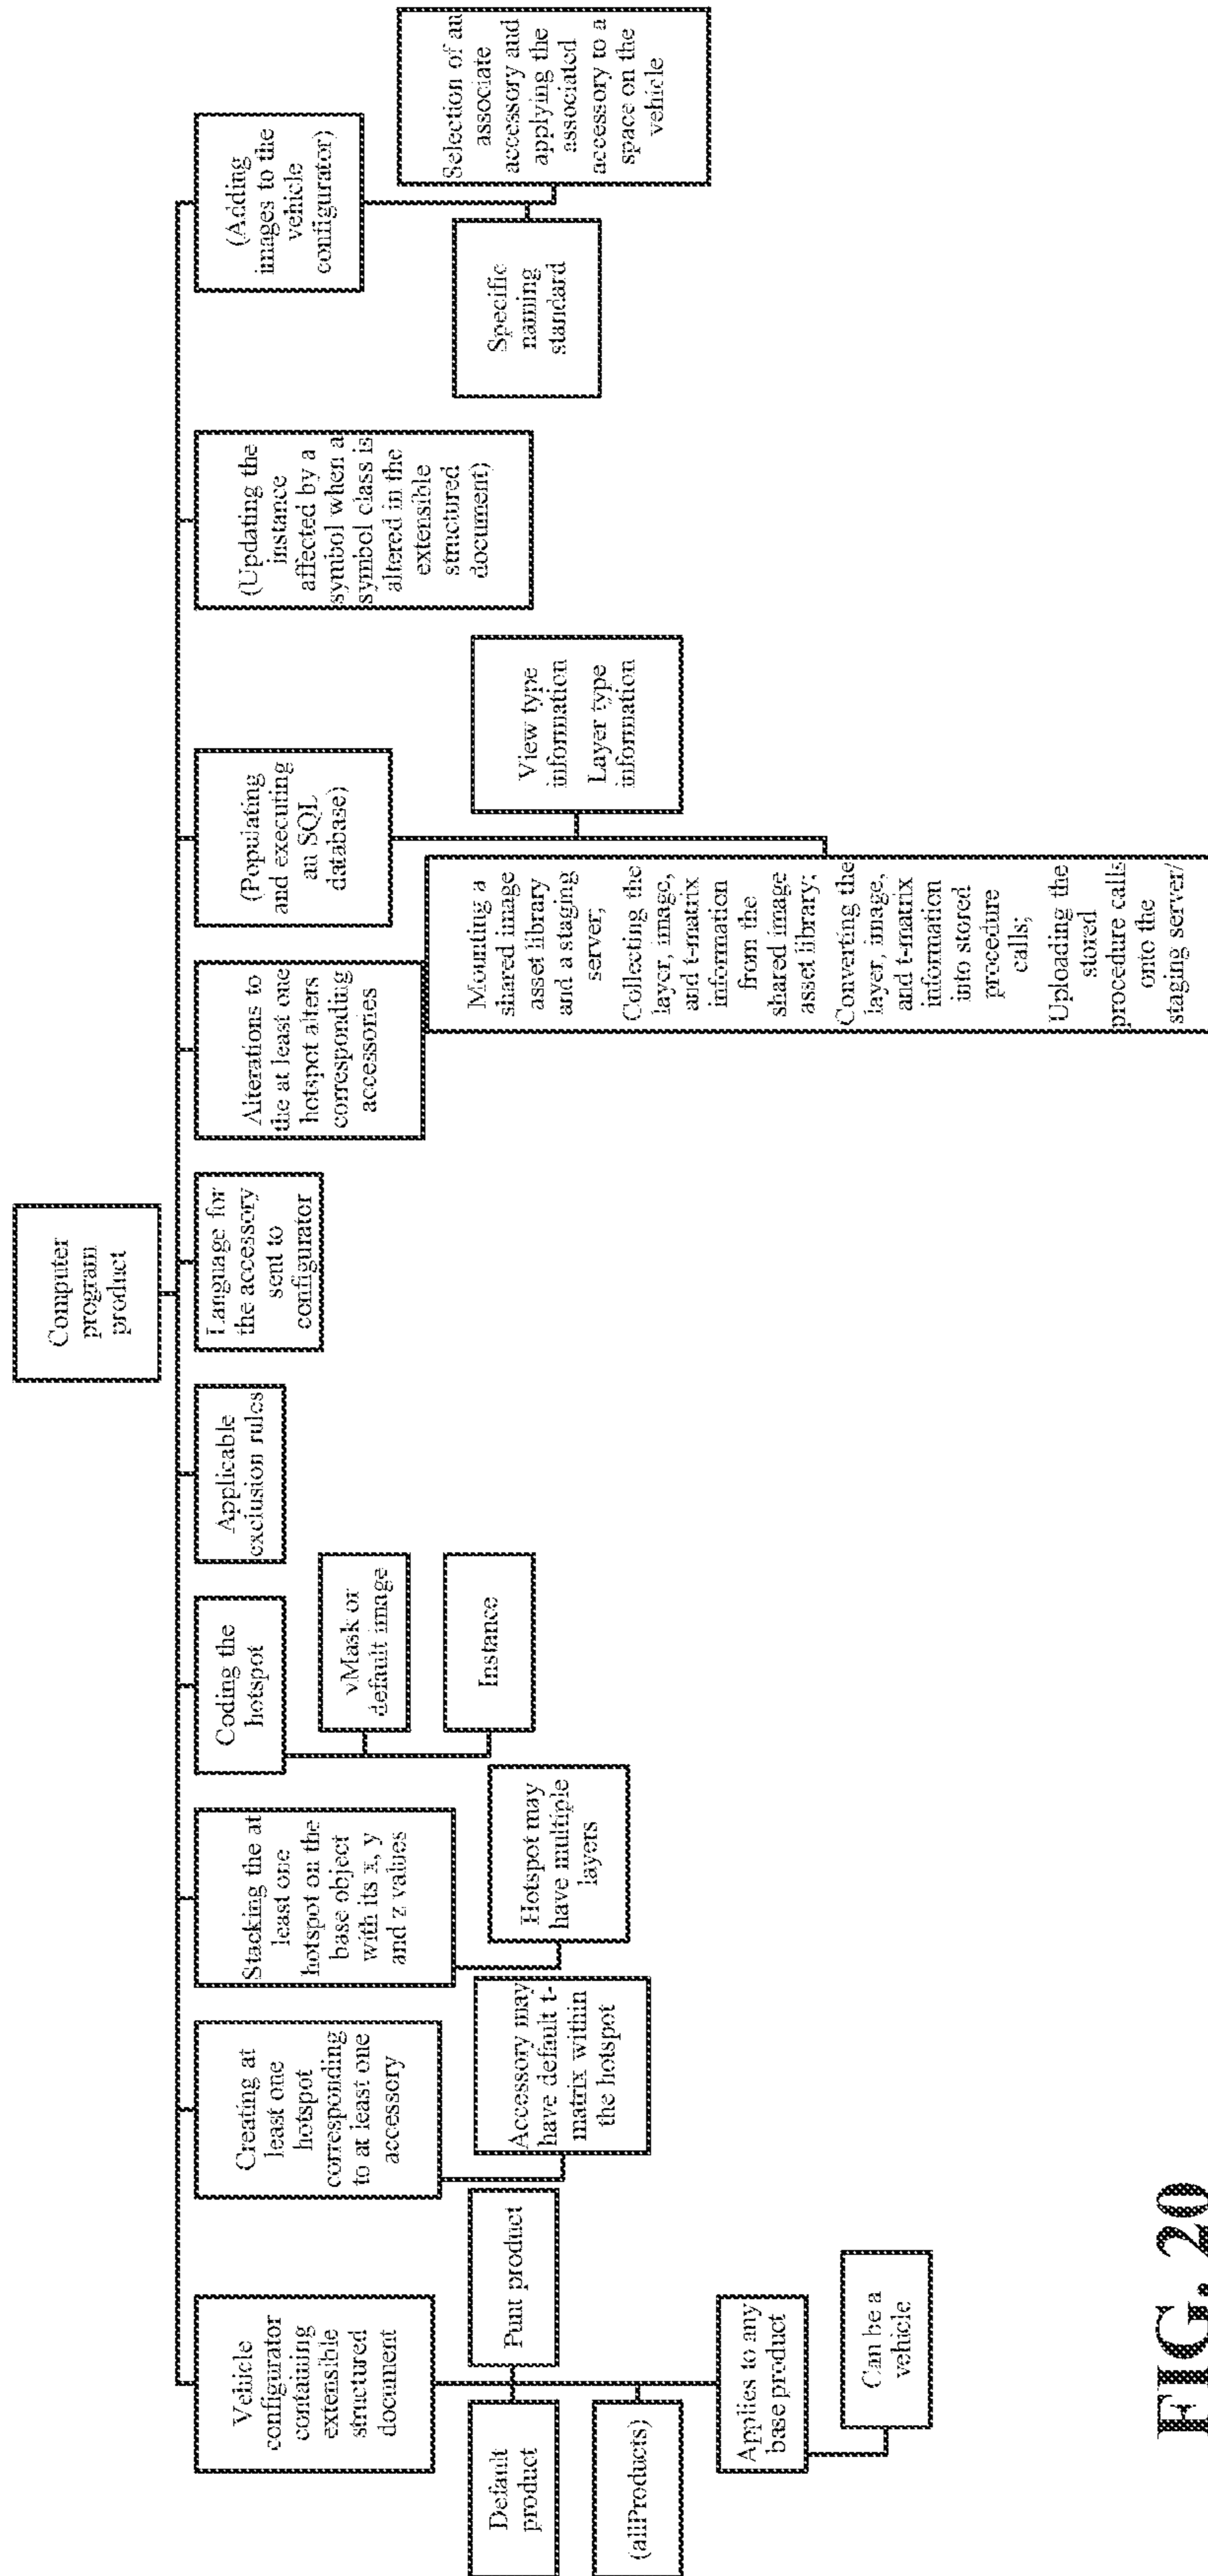 Computer
program
product
Vehicle
configurator
containing
extensible
structured
document
Default
product
Punt product
(allProducts)
Applies to any
base product
Can be a
vehicle
Creating at
least one
hotspot
corresponding
to at least one
accessory
Accessory may
have default t-
matrix within
the hotspot
Stacking the at
least one
hotspot on the
base object
with its x, y
and z values
Hotspot may
have multiple
layers
Coding the
hotspot
vMask or
default image
Instance
Applicable
exclusion rules
Language for
the accessory
sent to
configurator
Alterations to
the at least one
hotspot alters
corresponding
accessories
(Populating
and executing
an SQL
database)
View type
information
Layer type
information
Mounting a
shared image
asset library
and a staging
server;
Collecting the
layer, image,
and t-matrix
information
from the
shared image
asset library;
Converting the
layer, image,
and t-matrix
information
into stored
procedure
calls;
Uploading the
stored
procedure calls
onto the
staging server/
(Updating the
instance
affected by a
symbol when a
symbol class is
altered in the
extensible
structured
document)
(Adding
images to the
vehicle
configurator)
Specific
naming
standard
Selection of an
associate
accessory and
applying the
associated
accessory to a
space on the
vehicle
FIG. 20